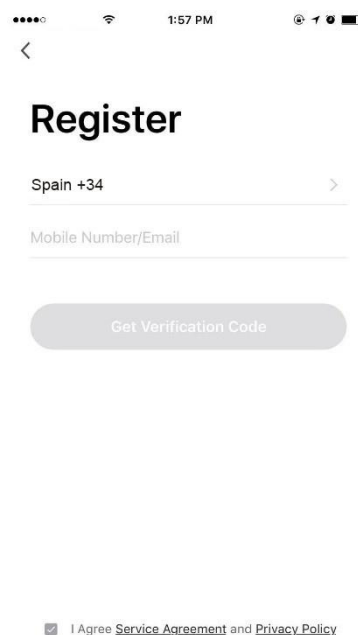 1:57 PM
Register
Spain +34
Mobile Number/Email
Get Verification Code
I Agree Service Agreement and Privacy Policy